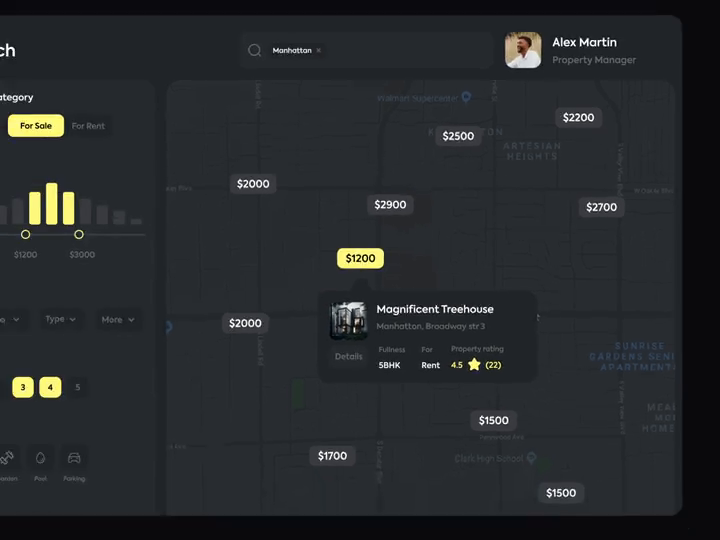 ch
Manhattan ×
Alex Martin
Property Manager
ategory
For Sale
For Rent
$1200
$3000
Type
More
3
4
5
Pool
Parking
Walmart Supercenter
$2200
$2500
ARTESIAN
HEIGHTS
$2000
$2900
$2700
$1200
Magnificent Treehouse
Manhatton, Broadway str 3
Details
Fullness
For
Property rating
5BHK
Rent
4.5
(22)
$2000
SUNRISE
GARDENS SENI
APARTMENT
MEA
HOME
$1500
$1700
Clark High School
$1500